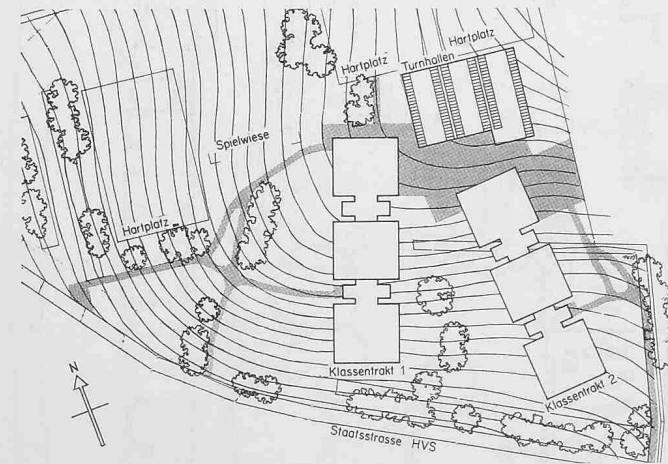 Hartplatz
Hartplatz
Turnhallen
Spielwiese
Hartplatz
Klassentrakt 1
Klassentrakt 2
Staatsstrasse HVS
N